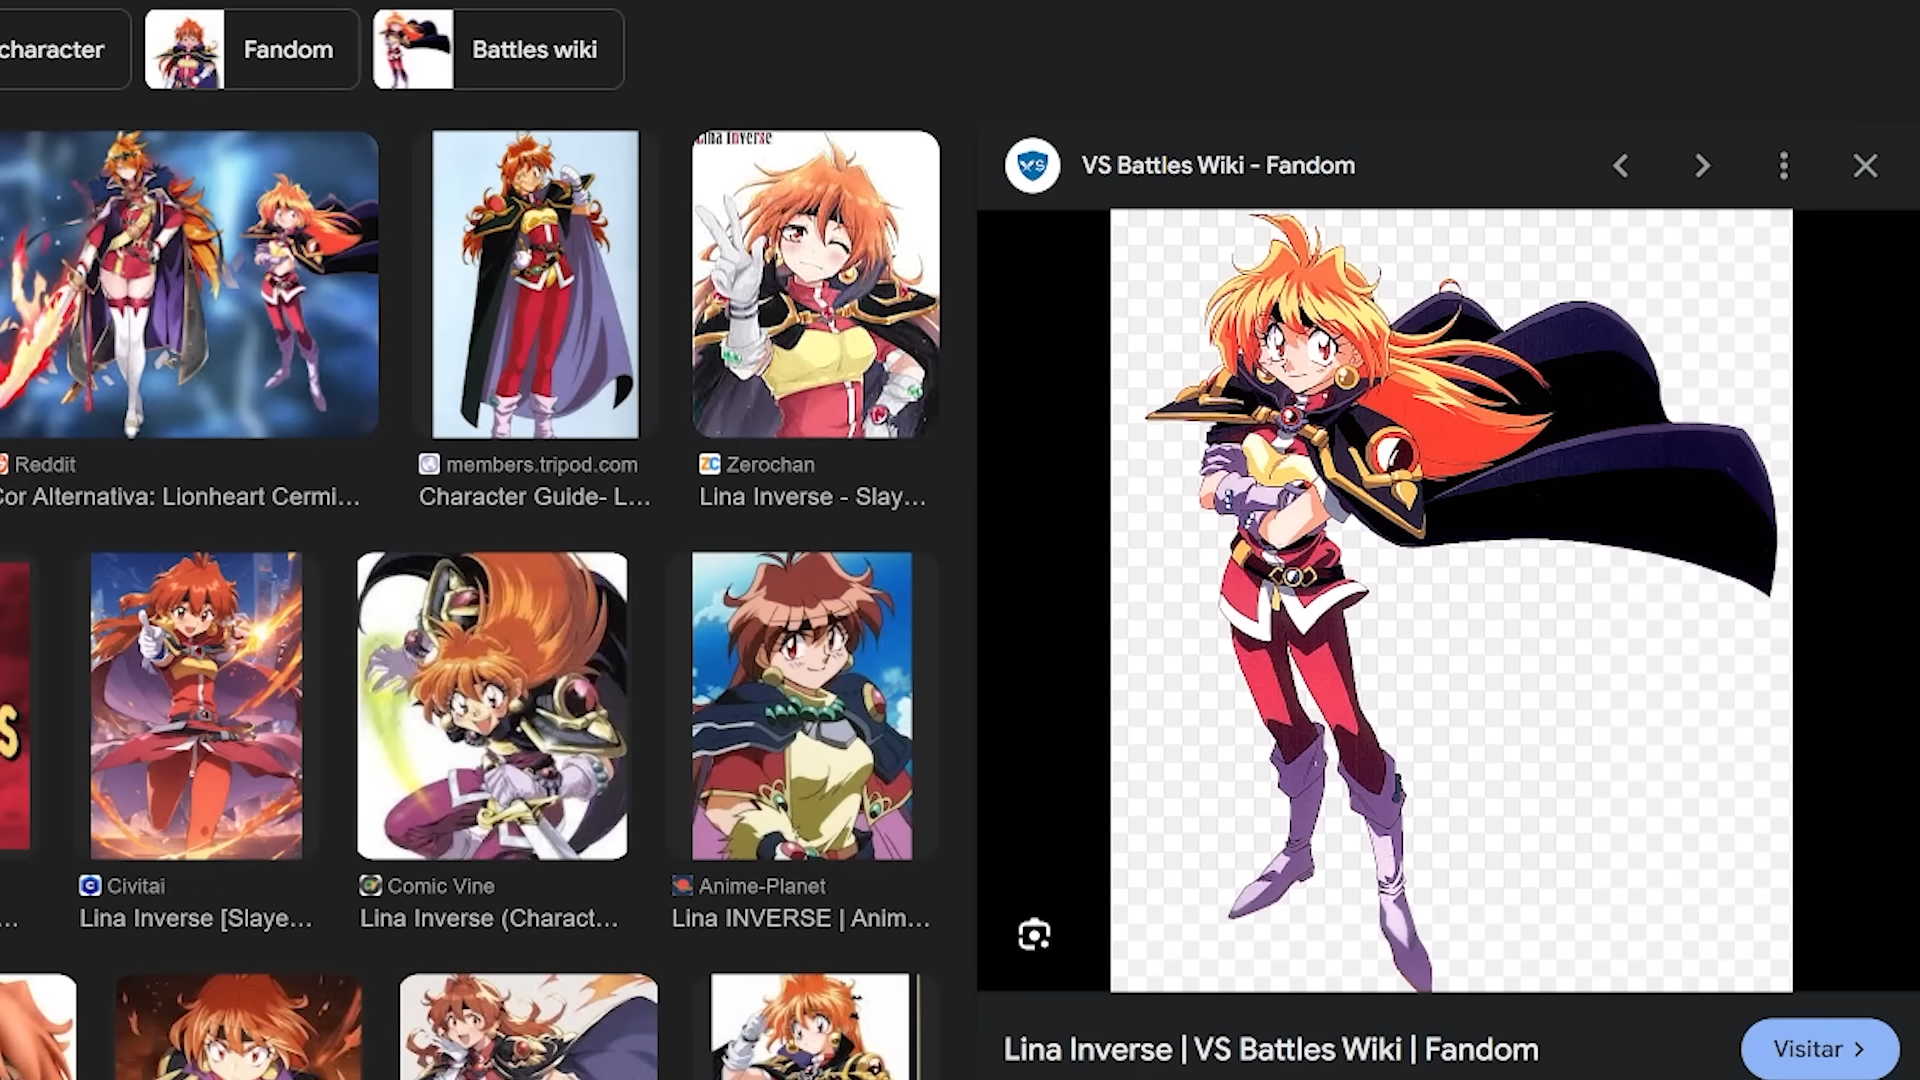 character
Fandom
Battles wiki
Lina Inverse
VS Battles Wiki - Fandom
Reddit
Cor Alternativa: Lionheart Cermi...
members.tripod.com
Character Guide- L...
ZC Zerochan
Lina Inverse - Slay...
S
Civitai
Lina Inverse [Slaye...
Comic Vine
Lina Inverse (Charact...
Anime-Planet
Lina INVERSE | Anim...
...
Lina Inverse | VS Battles Wiki | Fandom
Visitar